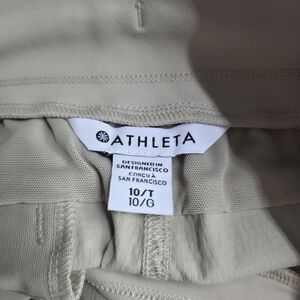 ATHLETA
DESIGNED IN
SAN FRANCISCO
CONÇU À
SAN FRANCISCO
10/T
10/G